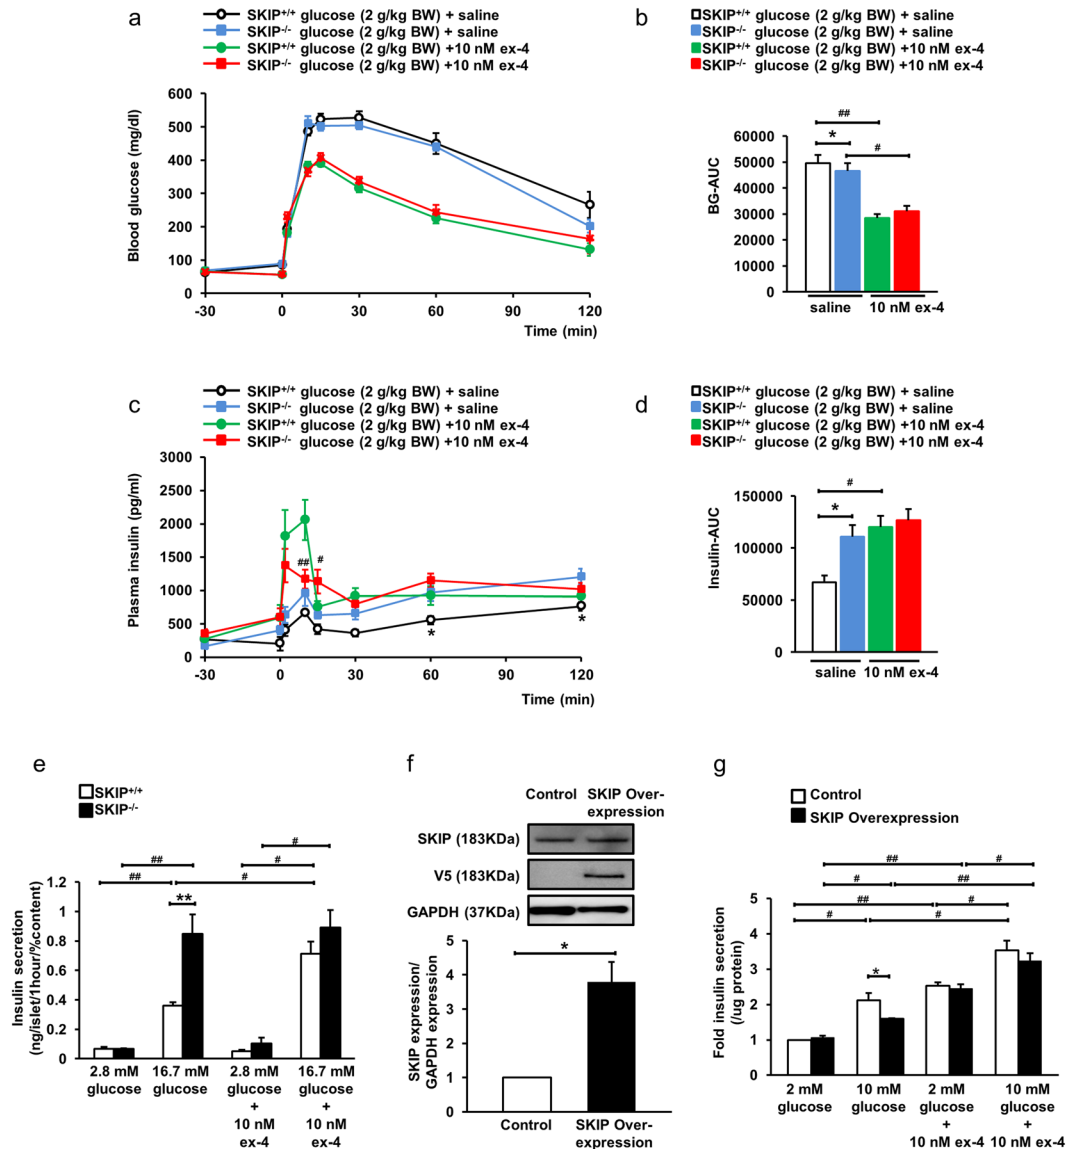 a
SKIP+/+ glucose (2 g/kg BW) + saline
SKIP-/- glucose (2 g/kg BW) + saline
SKIP+/+ glucose (2 g/kg BW) +10 nM ex-4
SKIP-/- glucose (2 g/kg BW) +10 nM ex-4
Blood glucose (mg/dl)
600
500
400
300
200
100
0
-30
0
30
60
90
120
Time (min)
b
SKIP+/+ glucose (2 g/kg BW) + saline
SKIP-/- glucose (2 g/kg BW) + saline
SKIP+/+ glucose (2 g/kg BW) +10 nM ex-4
SKIP-/- glucose (2 g/kg BW) +10 nM ex-4
BG-AUC
60000
50000
40000
30000
20000
10000
0
##
*
#
saline
10 nM ex-4
c
SKIP+/+ glucose (2 g/kg BW) + saline
SKIP-/- glucose (2 g/kg BW) + saline
SKIP+/+ glucose (2 g/kg BW) +10 nM ex-4
SKIP-/- glucose (2 g/kg BW) +10 nM ex-4
Plasma insulin (pg/ml)
3000
2500
2000
1500
1000
500
0
##
#
*
*
-30
0
30
60
90
120
Time (min)
d
SKIP+/+ glucose (2 g/kg BW) + saline
SKIP-/- glucose (2 g/kg BW) + saline
SKIP+/+ glucose (2 g/kg BW) +10 nM ex-4
SKIP-/- glucose (2 g/kg BW) +10 nM ex-4
Insulin-AUC
150000
100000
50000
0
#
*
saline
10 nM ex-4
e
SKIP+/+
SKIP-/-
Insulin secretion
(ng/islet/1hour/%content)
1.2
1
0.8
0.6
0.4
0.2
0
#
##
#
##
#
**
2.8 mM
glucose
16.7 mM
glucose
2.8 mM
glucose
+
10 nM
ex-4
16.7 mM
glucose
+
10 nM
ex-4
f
Control
SKIP Over-
expression
SKIP (183KDa)
V5 (183KDa)
GAPDH (37KDa)
SKIP expression/
GAPDH expression
5
4
3
2
1
0
*
Control
SKIP Over-
expression
g
Control
SKIP Overexpression
Fold insulin secretion
(/ug protein)
5
4
3
2
1
0
##
#
#
##
##
#
#
#
*
2 mM
glucose
10 mM
glucose
2 mM
glucose
+
10 nM ex-4
10 mM
glucose
+
10 nM ex-4